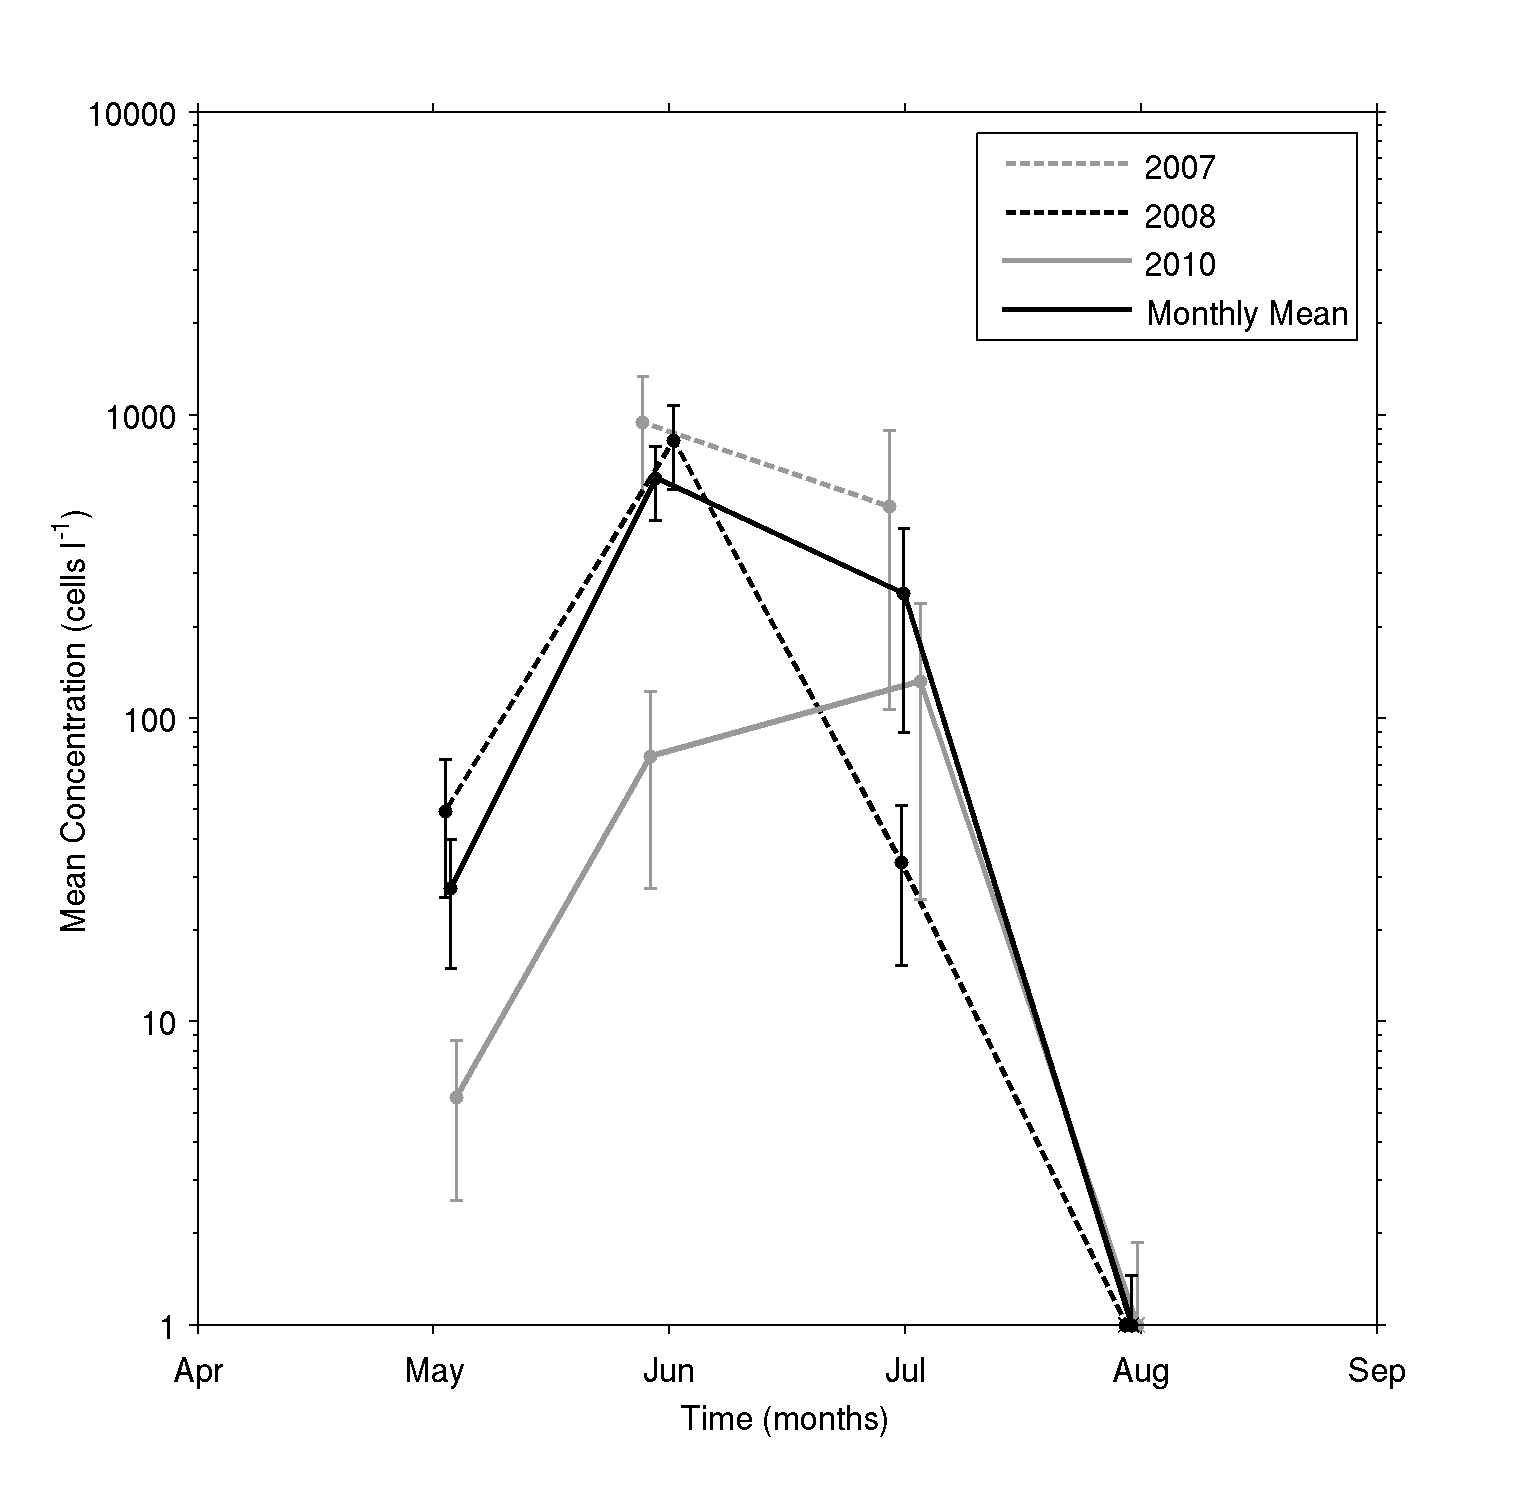 10000
1000
100
10
1
Mean Concentration (cells l-1)
2007
2008
2010
Monthly Mean
Apr May Jun Jul Aug Sep
Time (months)